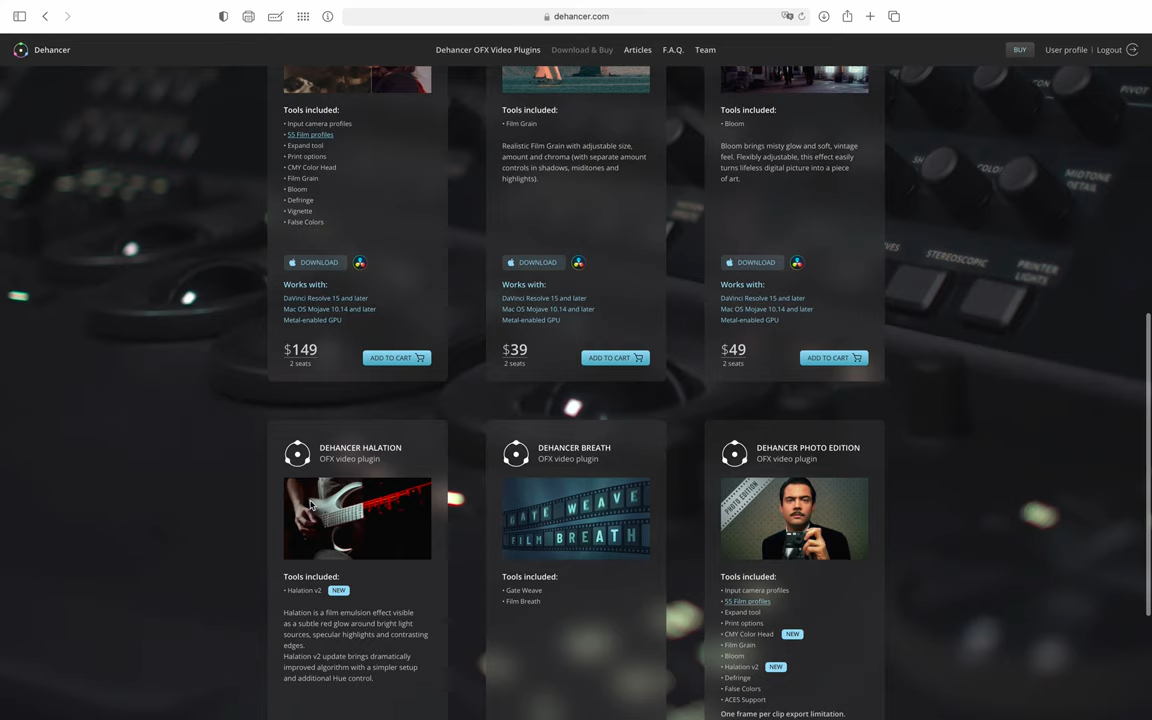 dehancer.com
Dehancer
Dehancer OFX Video Plugins
Download & Buy
Articles
F.A.Q.
Team
BUY
User profile | Logout
Tools included:
• Input camera profiles
• 55 Film profiles
• Expand tool
• Print options
• CMY Color Head
• Film Grain
• Bloom
• Defringe
• Vignette
• False Colors
DOWNLOAD
Works with:
DaVinci Resolve 15 and later
Mac OS Mojave 10.14 and later
Metal-enabled GPU
$149
2 seats
ADD TO CART
Tools included:
• Film Grain
Realistic Film Grain with adjustable size,
amount and chroma (with separate amount
controls in shadows, miditones and
highlights).
DOWNLOAD
Works with:
DaVinci Resolve 15 and later
Mac OS Mojave 10.14 and later
Metal-enabled GPU
$39
2 seats
ADD TO CART
Tools included:
• Bloom
Bloom brings misty glow and soft, vintage
feel. Flexibly adjustable, this effect easily
turns lifeless digital picture into a piece
of art.
DOWNLOAD
Works with:
DaVinci Resolve 15 and later
Mac OS Mojave 10.14 and later
Metal-enabled GPU
$49
2 seats
ADD TO CART
DEHANCER HALATION
OFX video plugin
Tools included:
• Halation v2 NEW
Halation is a film emulsion effect visible
as a subtle red glow around bright light
sources, specular highlights and contrasting
edges.
Halation v2 update brings dramatically
improved algorithm with a simpler setup
and additional Hue control.
DEHANCER BREATH
OFX video plugin
GATE WEAVE
FILM BREATH
Tools included:
• Gate Weave
• Film Breath
DEHANCER PHOTO EDITION
OFX video plugin
PHOTO EDITION
Tools included:
• Input camera profiles
• 55 Film profiles
• Expand tool
• Print options
• CMY Color Head NEW
• Film Grain
• Bloom
• Halation v2 NEW
• Defringe
• False Colors
• ACES Support
One frame per clip export limitation.
TON
PIVOT
MIDTONE
DETAIL
STEREOSCOPIC
PRINTER
LIGHTS